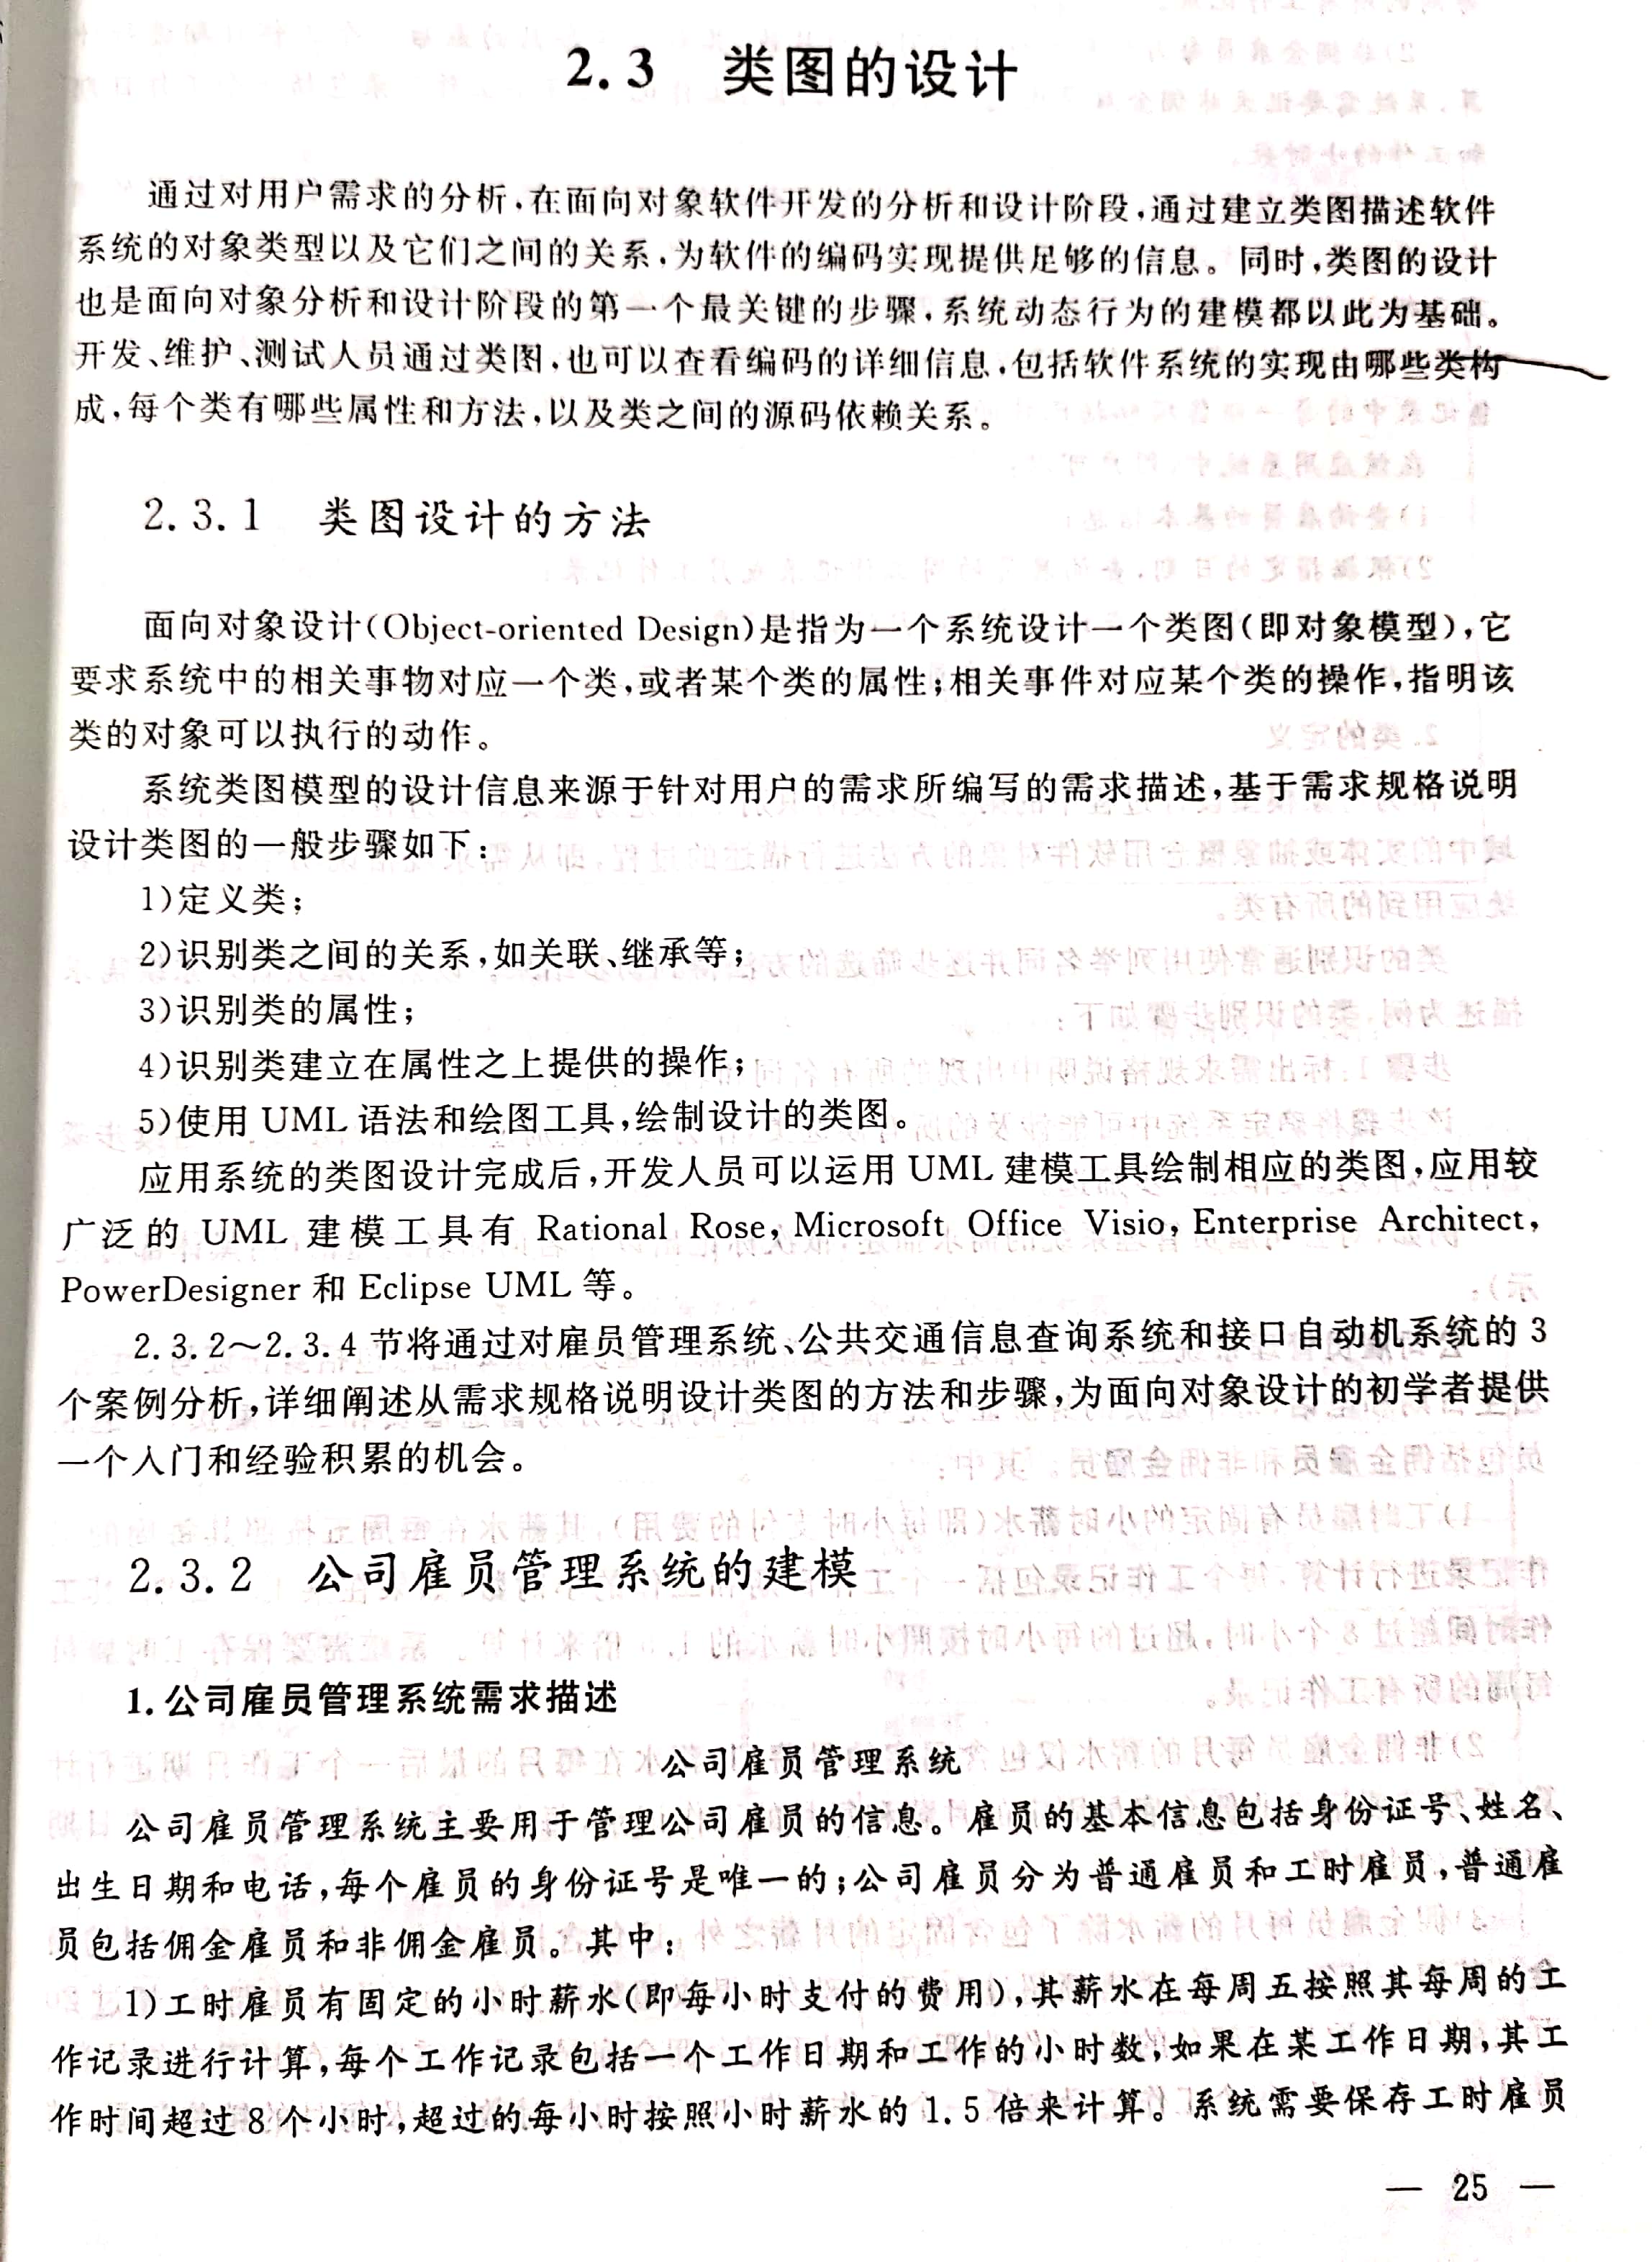 2.3 类图的设计
通过对用户需求的分析,在面向对象软件开发的分析和设计阶段,通过建立类图描述软件
系统的对象类型以及它们之间的关系,为软件的编码实现提供足够的信息。同时,类图的设计
也是面向对象分析和设计阶段的第一个最关键的步骤,系统动态行为的建模都以此为基础。
开发、维护、测试人员通过类图,也可以查看编码的详细信息,包括软件系统的实现由哪些类构
成,每个类有哪些属性和方法,以及类之间的源码依赖关系。
2.3.1 类图设计的方法
面向对象设计(Object-oriented Design)是指为一个系统设计一个类图(即对象模型),它
要求系统中的相关事物对应一个类,或者某个类的属性;相关事件对应某个类的操作,指明该
类的对象可以执行的动作。
系统类图模型的设计信息来源于针对用户的需求所编写的需求描述,基于需求规格说明
设计类图的一般步骤如下:
1)定义类;
2)识别类之间的关系,如关联、继承等;
3)识别类的属性;
4)识别类建立在属性之上提供的操作;
5)使用 UML 语法和绘图工具,绘制设计的类图。
应用系统的类图设计完成后,开发人员可以运用 UML 建模工具绘制相应的类图,应用较
广泛的 UML 建模工具有 Rational Rose, Microsoft Office Visio, Enterprise Architect,
PowerDesigner 和 Eclipse UML 等。
2.3.2~2.3.4 节将通过对雇员管理系统、公共交通信息查询系统和接口自动机系统的 3
个案例分析,详细阐述从需求规格说明设计类图的方法和步骤,为面向对象设计的初学者提供
一个入门和经验积累的机会。
2.3.2 公司雇员管理系统的建模
1.公司雇员管理系统需求描述
公司雇员管理系统
公司雇员管理系统主要用于管理公司雇员的信息。雇员的基本信息包括身份证号、姓名、
出生日期和电话,每个雇员的身份证号是唯一的;公司雇员分为普通雇员和工时雇员,普通雇
员包括佣金雇员和非佣金雇员。其中:
1)工时雇员有固定的小时薪水(即每小时支付的费用),其薪水在每周五按照其每周的工
作记录进行计算,每个工作记录包括一个工作日期和工作的小时数,如果在某工作日期,其工
作时间超过 8 个小时,超过的每小时按照小时薪水的 1.5 倍来计算。系统需要保存工时雇员
— 25 —